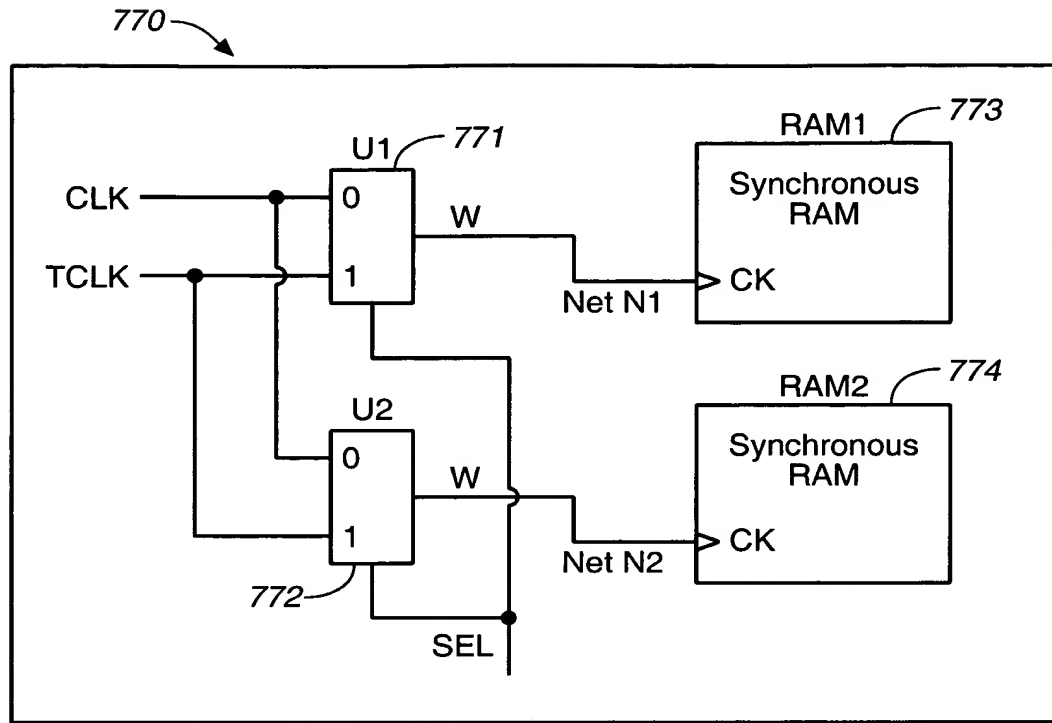 770
RAM1
773
U1
771
CLK
0
W
Synchronous
RAM
TCLK
1
Net N1
CK
RAM2
774
U2
0
W
Synchronous
RAM
1
Net N2
CK
772
SEL